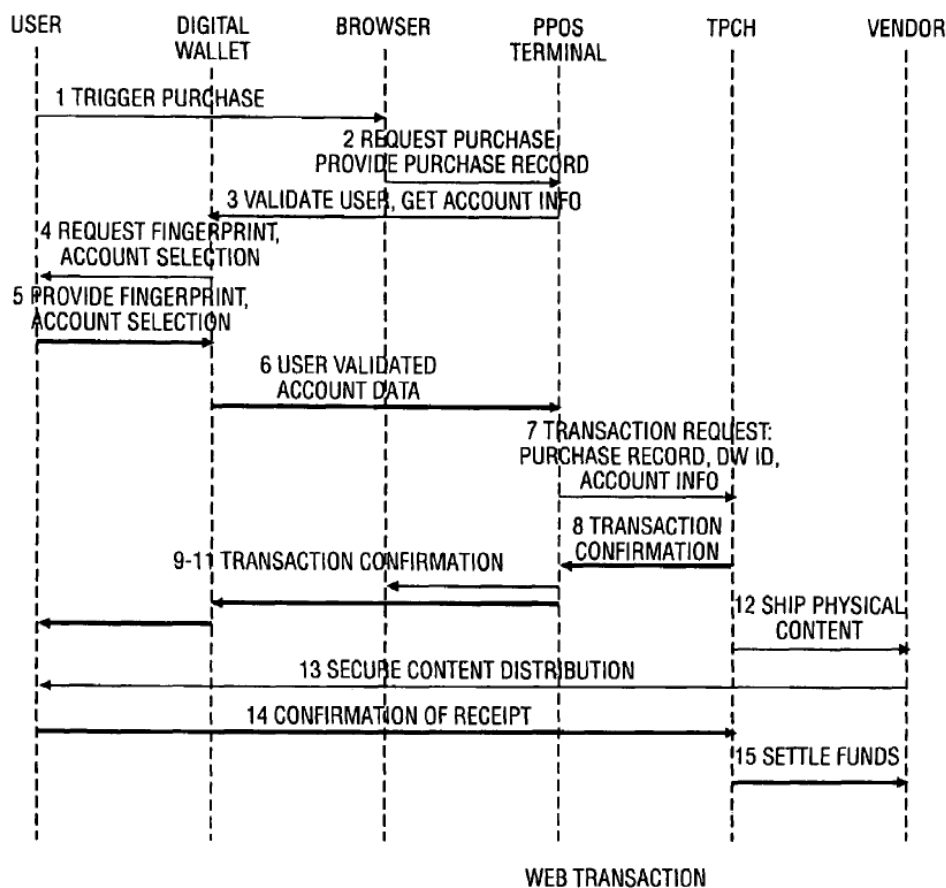 USER
DIGITAL
WALLET
BROWSER
PPOS
TERMINAL
TPCH
VENDOR
1 TRIGGER PURCHASE
2 REQUEST PURCHASE,
PROVIDE PURCHASE RECORD
3 VALIDATE USER, GET ACCOUNT INFO
4 REQUEST FINGERPRINT,
ACCOUNT SELECTION
5 PROVIDE FINGERPRINT,
ACCOUNT SELECTION
6 USER VALIDATED
ACCOUNT DATA
7 TRANSACTION REQUEST:
PURCHASE RECORD, DW ID,
ACCOUNT INFO
8 TRANSACTION
CONFIRMATION
9-11 TRANSACTION CONFIRMATION
12 SHIP PHYSICAL
CONTENT
13 SECURE CONTENT DISTRIBUTION
14 CONFIRMATION OF RECEIPT
15 SETTLE FUNDS
WEB TRANSACTION